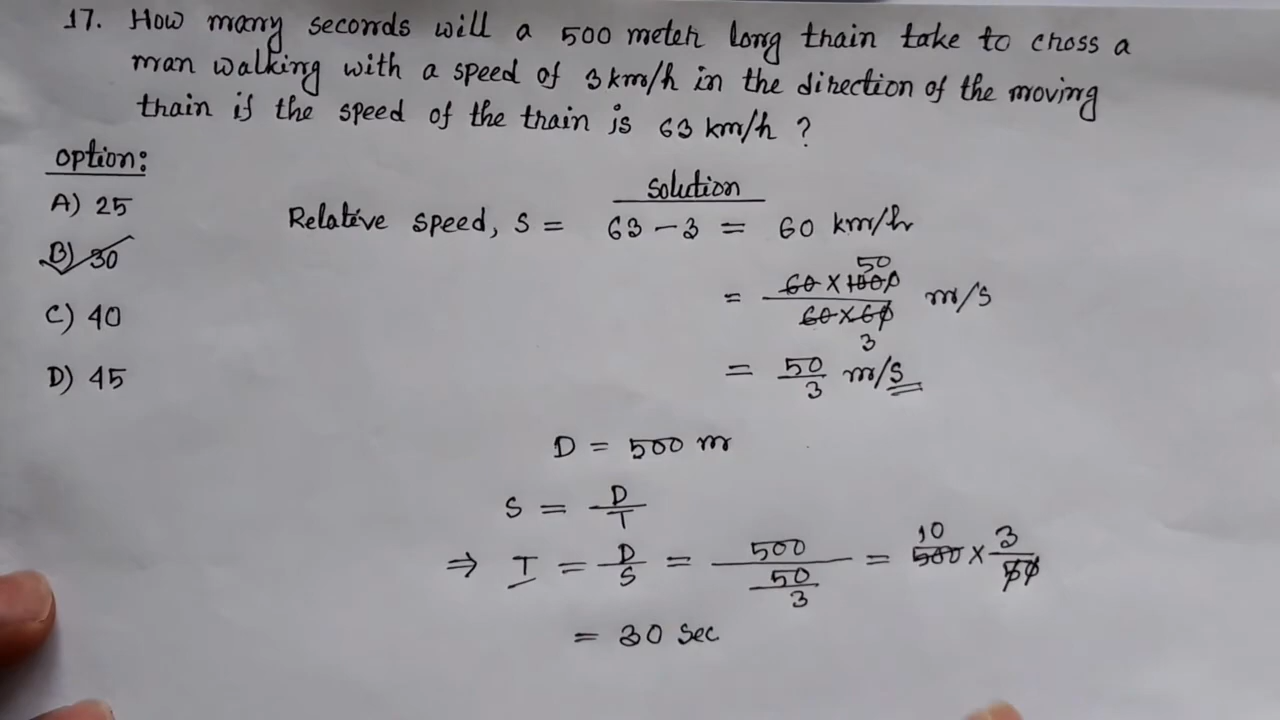 17. How many seconds will a 500 meter long train take to cross a
man walking with a speed of 3 km/h in the direction of the moving
train if the speed of the train is 63 km/h ?
option:
A) 25
B) 30
C) 40
D) 45
Solution
Relative speed, S = 63 - 3 = 60 km/hr
= 60 × 1000 / 60 × 60 m/s
50
3
= 50/3 m/s
D = 500 m
S = D/T
⇒ T = D/S = 500 / 50/3 = 500 × 3/50
10
= 30 sec